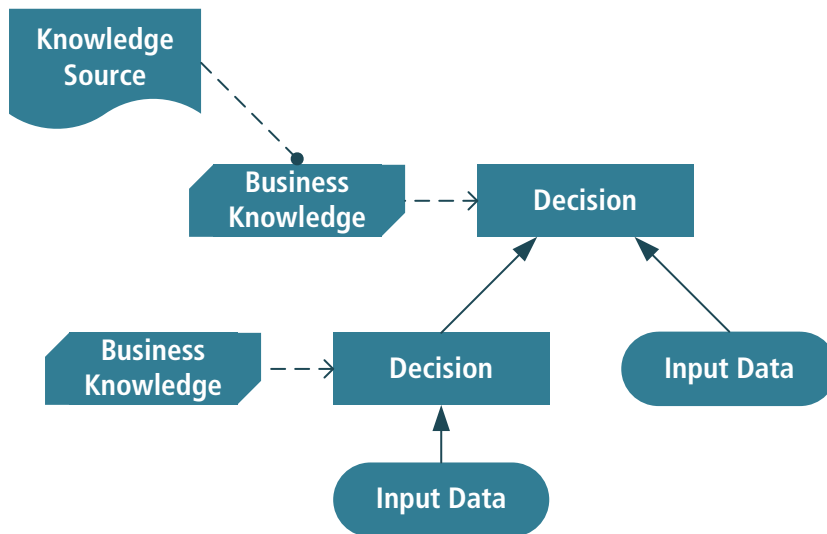 Knowledge
Source
Business
Knowledge
Decision
Business
Knowledge
Decision
Input Data
Input Data